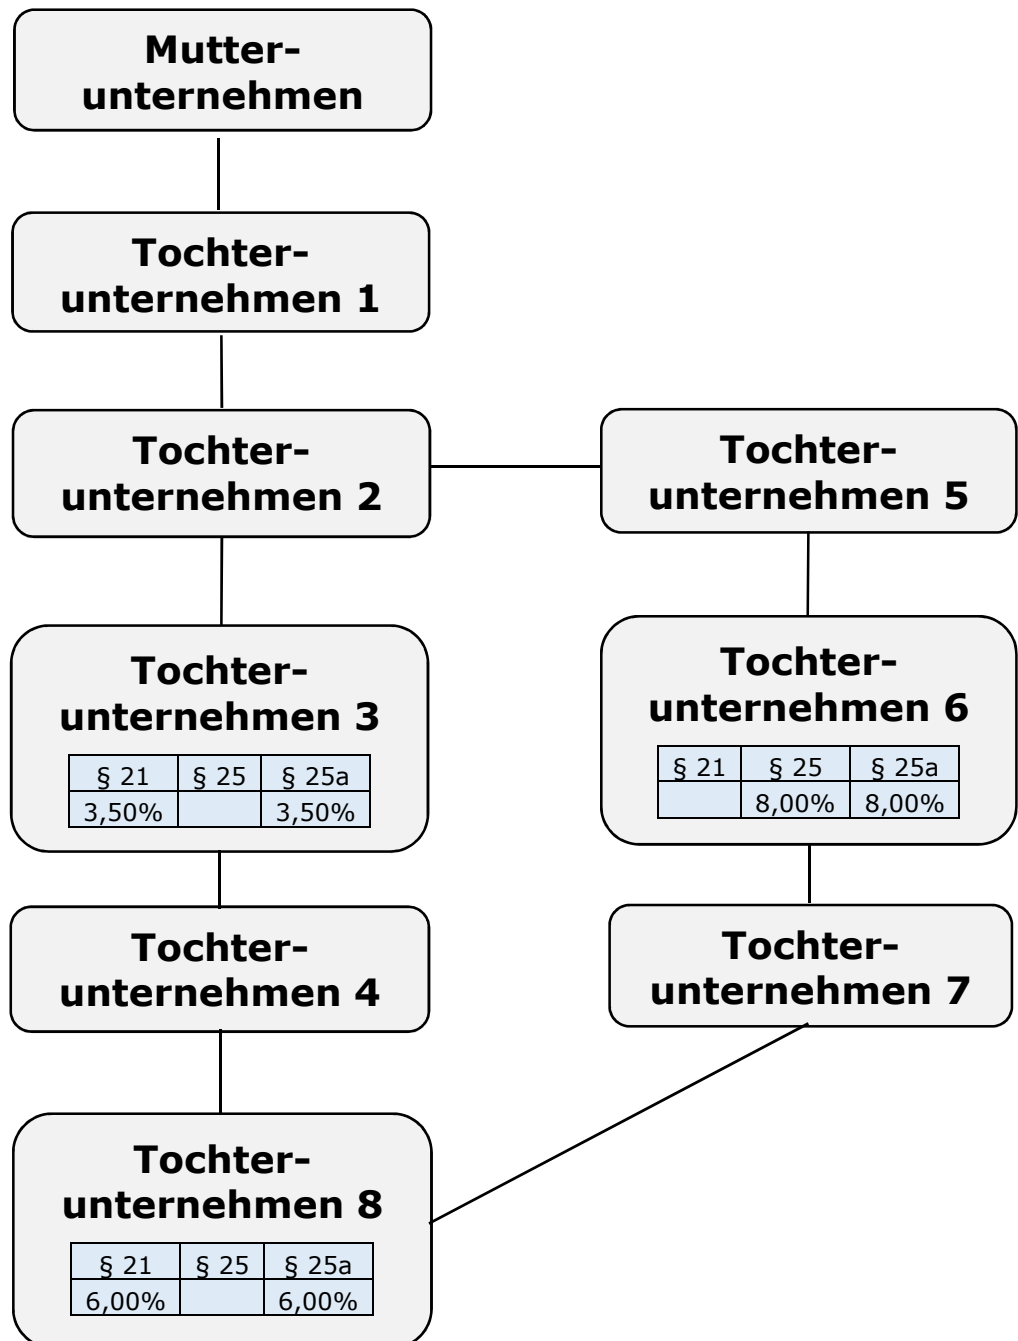 Mutter-
unternehmen
Tochter-
unternehmen 1
Tochter-
unternehmen 2
Tochter-
unternehmen 5
Tochter-
unternehmen 3
§ 21 § 25 § 25a
3,50% 3,50%
Tochter-
unternehmen 6
§ 21 § 25 § 25a
8,00% 8,00%
Tochter-
unternehmen 4
Tochter-
unternehmen 7
Tochter-
unternehmen 8
§ 21 § 25 § 25a
6,00% 6,00%